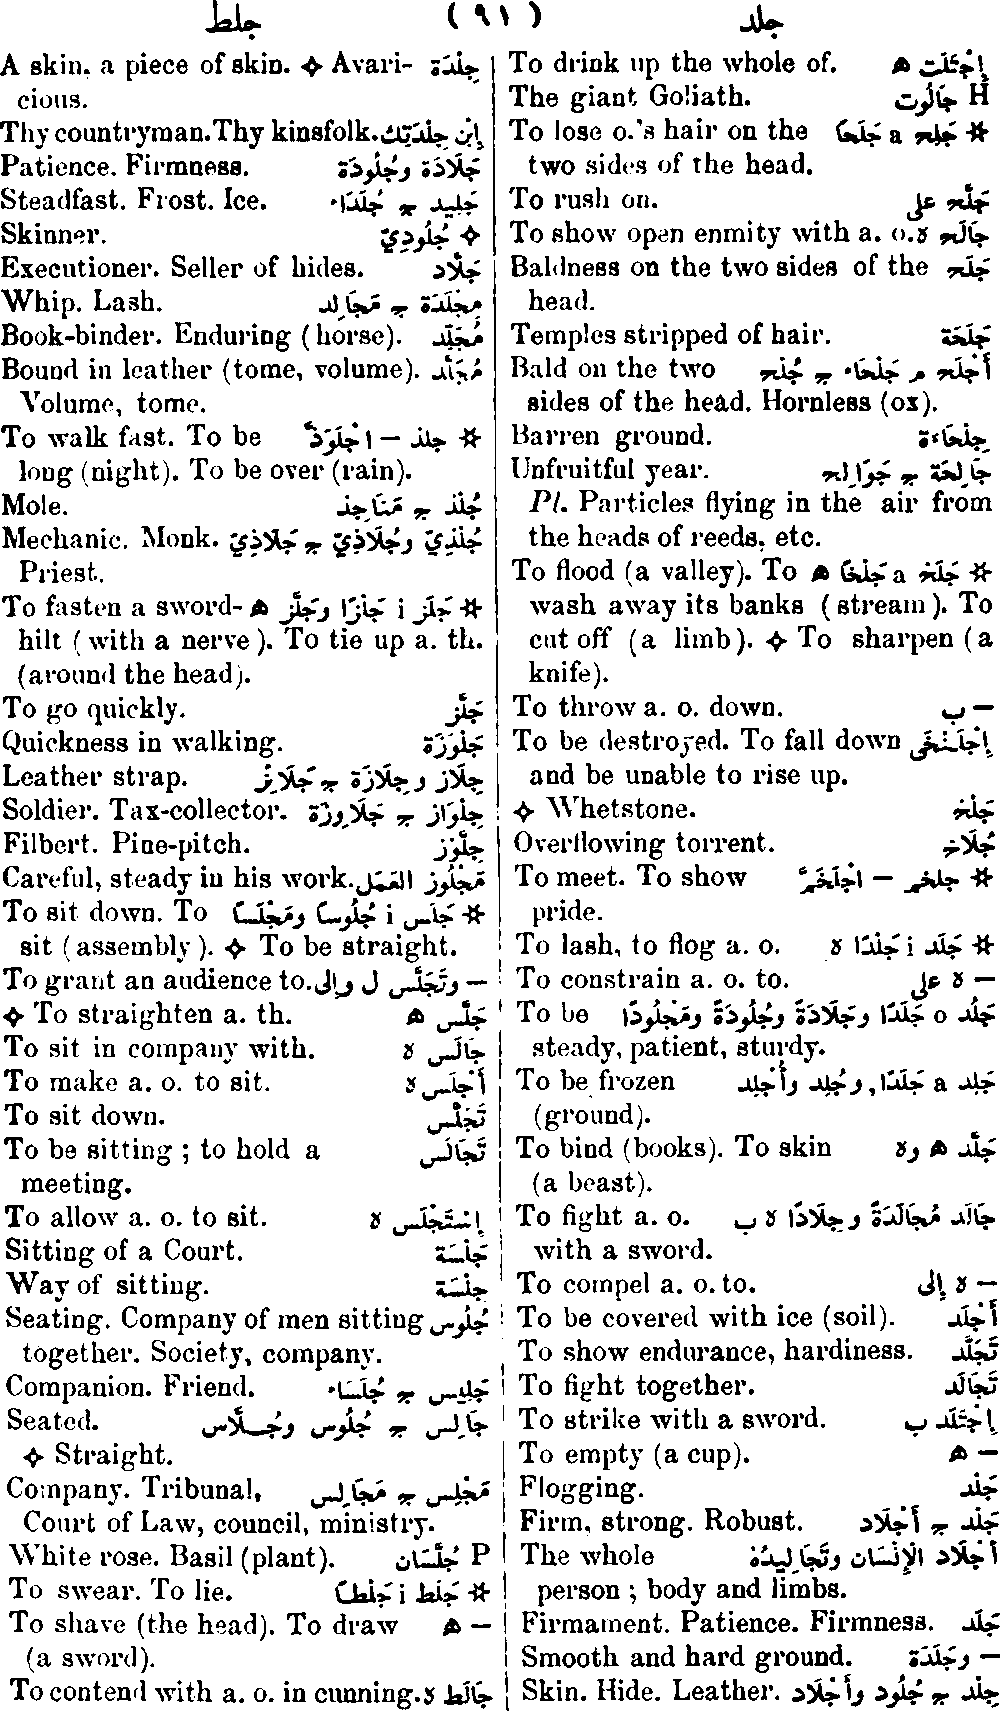 جلد (٩١) جلط
إِجْتَلَت ه To drink up the whole of.
H جَالُوت The giant Goliath.
✲ جَلِح a جَلَحًا To lose o.'s hair on the
two sides of the head.
جَلَّح على To rush on.
جَالَح ه To show open enmity with a. o.
جَلَح Baldness on the two sides of the
head.
جَلَحَة Temples stripped of hair.
أَجْلَح م جَلْحَاء ج جُلْح Bald on the two
sides of the head. Hornless (ox).
جِلْحَاءة Barren ground.
جَالِحَة ج جَوَالِح Unfruitful year.
Pl. Particles flying in the air from
the heads of reeds, etc.
✲ جَلَخ a جَلْخًا ه To flood (a valley). To
wash away its banks (stream). To
cut off (a limb). ✧ To sharpen (a
knife).
— ب To throw a. o. down.
إِجْلَنْخَى To be destroyed. To fall down
and be unable to rise up.
جَلْخ ✧ Whetstone.
جُلَاخ Overflowing torrent.
✲ جلخم — اجْلَخَمَّ To meet. To show
pride.
✲ جَلَد i جَلْدًا ه To lash, to flog a. o.
— ه على To constrain a. o. to.
جَلُد o جَلَدًا وجَلَادَةً وجُلُودَةً ومَجْلُودًا To be
steady, patient, sturdy.
جَلِد a جَلَدًا, وجُلِد وأُجْلِد To be frozen
(ground).
جَلَّد ه وه To bind (books). To skin
(a beast).
جَالَد مُجَالَدَةً وجِلَادًا ه ب To fight a. o.
with a sword.
— ه إِلى To compel a. o. to.
أَجْلَد To be covered with ice (soil).
تَجَلَّد To show endurance, hardiness.
تَجَالَد To fight together.
إِجْتَلَد ب To strike with a sword.
— ه To empty (a cup).
جَلْد Flogging.
جَلْد ج أَجْلَاد Firm, strong. Robust.
أَجْلَاد الْإِنْسَان وتَجَالِيدُهُ The whole
person; body and limbs.
جَلَد Firmament. Patience. Firmness.
— وجَلَدَة Smooth and hard ground.
جِلْد ج جُلُود وأَجْلَاد Skin. Hide. Leather.
جِلْدَة A skin, a piece of skin. ✧ Avari-
cious.
إِبْن جِلْدَتِك Thy countryman. Thy kinsfolk.
جَلَادَة وجُلُودَة Patience. Firmness.
جَلِيد ج جُلَدَاء Steadfast. Frost. Ice.
✧ جُلُودِيّ Skinner.
جَلَّاد Executioner. Seller of hides.
مِجْلَدَة ج مَجَالِد Whip. Lash.
مُجَلِّد Book-binder. Enduring (horse).
مُجَلَّد Bound in leather (tome, volume).
Volume, tome.
✲ جلذ — اجْلَوَّذ To walk fast. To be
long (night). To be over (rain).
جُلْذ ج مَنَاجِذ Mole.
جُلْذِيّ وجُلَاذِيّ ج جَلَاذِيّ Mechanic. Monk.
Priest.
✲ جَلَز i جَلْزًا وجَلَّز ه To fasten a sword-
hilt (with a nerve). To tie up a. th.
(around the head).
جَلَّز To go quickly.
جَلْوَزَة Quickness in walking.
جِلَاز وجِلَازَة ج جَلَائِز Leather strap.
جِلْوَاز ج جَلَاوِزَة Soldier. Tax-collector.
جِلَّوْز Filbert. Pine-pitch.
مَجْلُوز العَمَل Careful, steady in his work.
✲ جَلَس i جُلُوسًا ومَجْلَسًا To sit down. To
sit (assembly). ✧ To be straight.
— وتَجَلَّس ل وإلى To grant an audience to.
جَلَّس ه ✧ To straighten a. th.
جَالَس ه To sit in company with.
أَجْلَس ه To make a. o. to sit.
تَجَلَّس To sit down.
تَجَالَس To be sitting; to hold a
meeting.
إِسْتَجْلَس ه To allow a. o. to sit.
جَلْسَة Sitting of a Court.
جِلْسَة Way of sitting.
جُلُوس Seating. Company of men sitting
together. Society, company.
جَلِيس ج جُلَسَاء Companion. Friend.
جَالِس ج جُلُوس وجُلَّاس Seated.
✧ Straight.
مَجْلِس ج مَجَالِس Company. Tribunal,
Court of Law, council, ministry.
P جُلَّسَان White rose. Basil (plant).
✲ جَلَط i جَلْطًا To swear. To lie.
— ه To shave (the head). To draw
(a sword).
جَالَط ه To contend with a. o. in cunning.